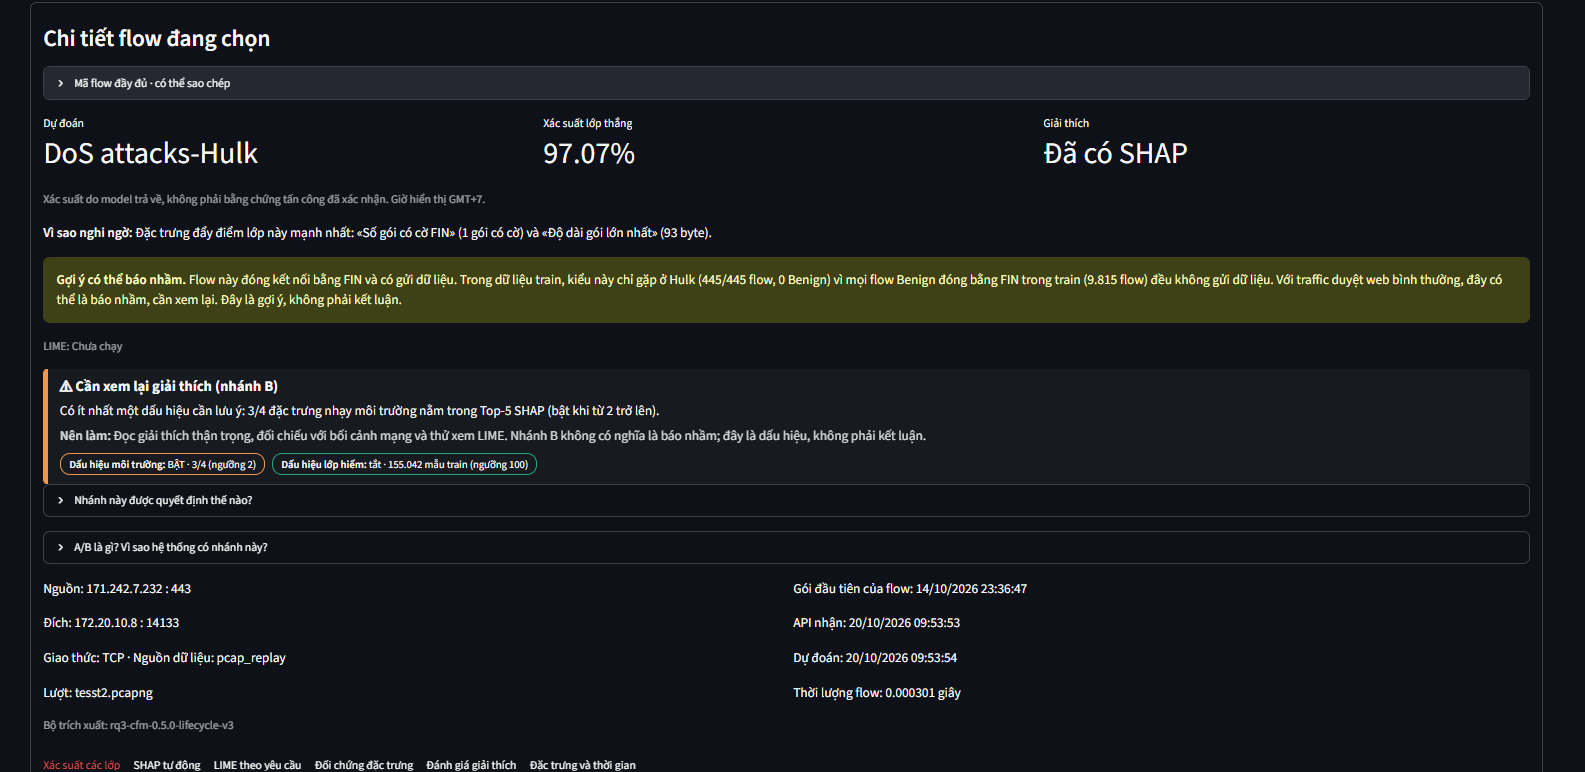 Chi tiết flow đang chọn
Mã flow đầy đủ · có thể sao chép
Dự đoán
Xác suất lớp thắng
Giải thích
DoS attacks-Hulk
97.07%
Đã có SHAP
Xác suất do model trả về, không phải bằng chứng tấn công đã xác nhận. Giờ hiển thị GMT+7.
Vì sao nghi ngờ: Đặc trưng đẩy điểm lớp này mạnh nhất: «Số gói có cờ FIN» (1 gói có cờ) và «Độ dài gói lớn nhất» (93 byte).
Gợi ý có thể báo nhầm. Flow này đóng kết nối bằng FIN và có gửi dữ liệu. Trong dữ liệu train, kiểu này chỉ gặp ở Hulk (445/445 flow, 0 Benign) vì mọi flow Benign đóng bằng FIN trong train (9.815 flow) đều không gửi dữ liệu. Với traffic duyệt web bình thường, đây có
thể là báo nhầm, cần xem lại. Đây là gợi ý, không phải kết luận.
LIME: Chưa chạy
⚠ Cần xem lại giải thích (nhánh B)
Có ít nhất một dấu hiệu cần lưu ý: 3/4 đặc trưng nhạy môi trường nằm trong Top-5 SHAP (bật khi từ 2 trở lên).
Nên làm: Đọc giải thích thận trọng, đối chiếu với bối cảnh mạng và thử xem LIME. Nhánh B không có nghĩa là báo nhầm; đây là dấu hiệu, không phải kết luận.
Dấu hiệu môi trường: BẬT · 3/4 (ngưỡng 2)
Dấu hiệu lớp hiếm: tắt · 155.042 mẫu train (ngưỡng 100)
Nhánh này được quyết định thế nào?
A/B là gì? Vì sao hệ thống có nhánh này?
Nguồn: 171.242.7.232 : 443
Gói đầu tiên của flow: 14/10/2026 23:36:47
Đích: 172.20.10.8 : 14133
API nhận: 20/10/2026 09:53:53
Giao thức: TCP · Nguồn dữ liệu: pcap_replay
Dự đoán: 20/10/2026 09:53:54
Lượt: tesst2.pcapng
Thời lượng flow: 0.000301 giây
Bộ trích xuất: rq3-cfm-0.5.0-lifecycle-v3
Xác suất các lớp
SHAP tự động
LIME theo yêu cầu
Đối chứng đặc trưng
Đánh giá giải thích
Đặc trưng và thời gian